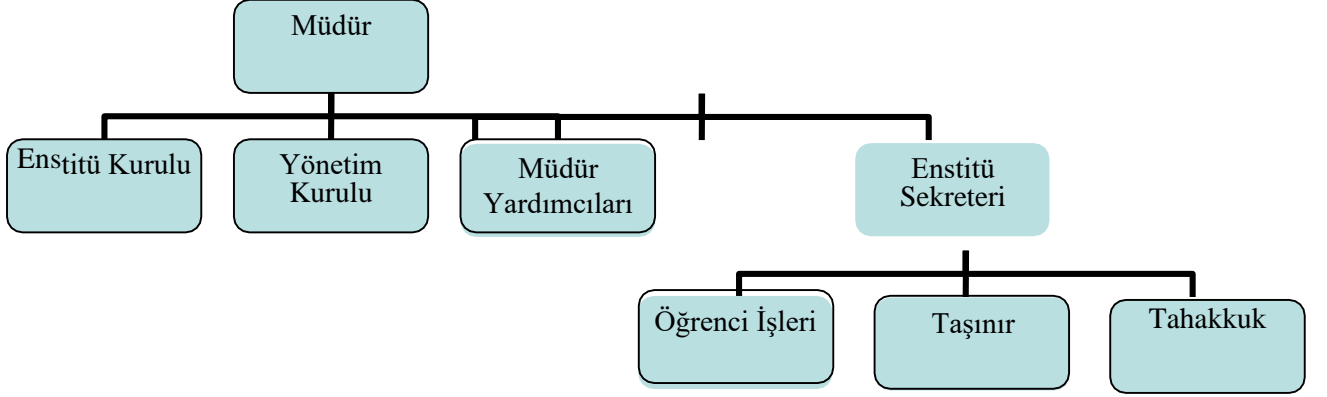 Müdür
Enstitü Kurulu
Yönetim
Kurulu
Müdür
Yardımcıları
Enstitü
Sekreteri
Öğrenci İşleri
Taşınır
Tahakkuk